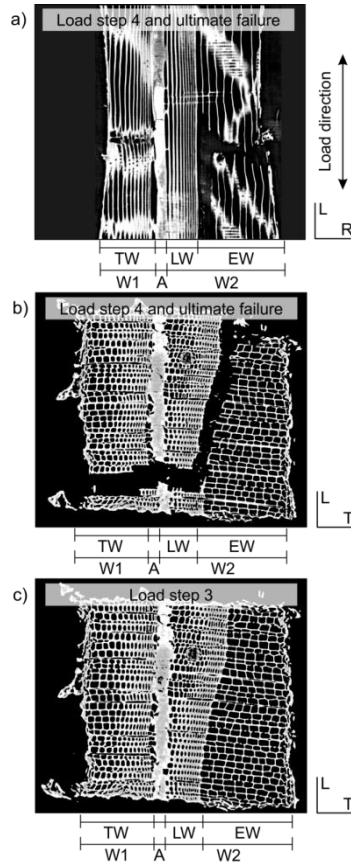 a)
Load step 4 and ultimate failure
Load direction
L
R
TW
LW
EW
W1
A
W2
b)
Load step 4 and ultimate failure
L
T
TW
LW
EW
W1
A
W2
c)
Load step 3
L
T
TW
LW
EW
W1
A
W2